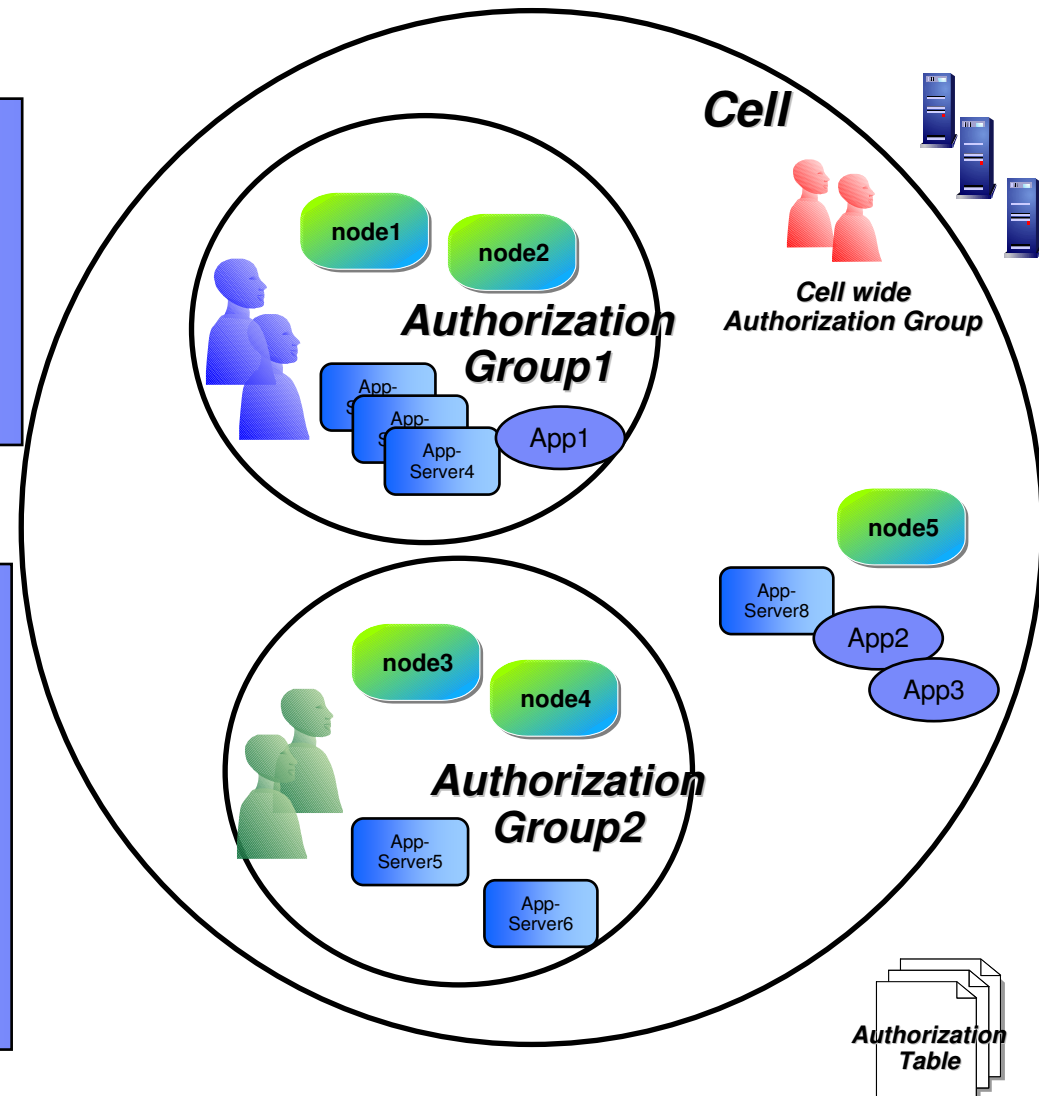 Cell
Cell wide
Authorization Group
node1
node2
Authorization
Group1
App-
App-
App-
Server4
App1
node5
App-
Server8
App2
App3
node3
node4
Authorization
Group2
App-
Server5
App-
Server6
Authorization
Table